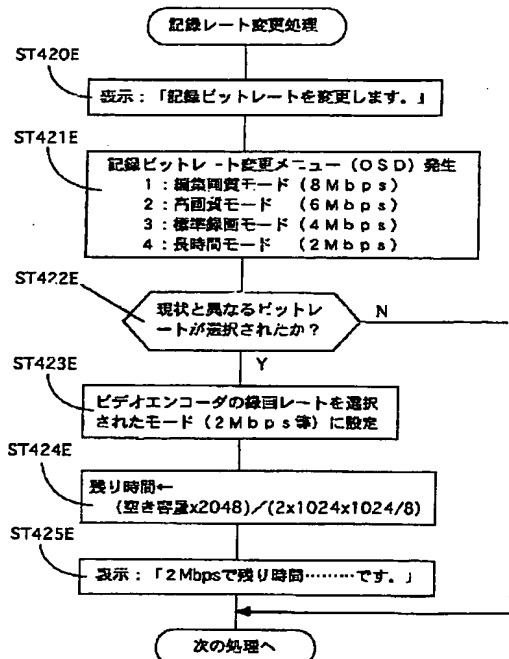 記録レート変更処理
ST420E
表示：「記録ビットレートを変更します。」
ST421E
記録ビットレート変更メニュー（ＯＳＤ）発生
１：編集画質モード（８Ｍｂｐｓ）
２：高画質モード（６Ｍｂｐｓ）
３：標準録画モード（４Ｍｂｐｓ）
４：長時間モード（２Ｍｂｐｓ）
ST422E
現状と異なるビットレ
ートが選択されたか？
N
Y
ST423E
ビデオエンコーダの録画レートを選択
されたモード（２Ｍｂｐｓ等）に設定
ST424E
残り時間←
(空き容量x2048)／(2x1024x1024/8)
ST425E
表示：「２Mbpsで残り時間………です。」
次の処理へ